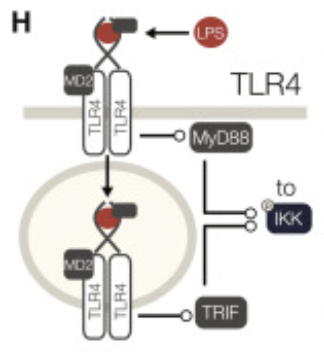 H
LPS
MD2
TLR4
TLR4
TLR4
MyD88
to
P
IKK
MD2
TLR4
TLR4
TRIF